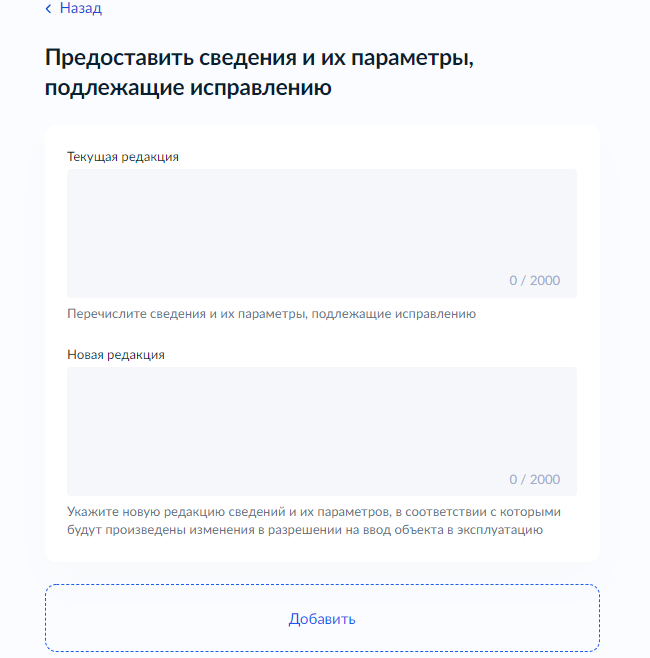 Назад
Предоставить сведения и их параметры,
подлежащие исправлению
Текущая редакция
0 / 2000
Перечислите сведения и их параметры, подлежащие исправлению
Новая редакция
0 / 2000
Укажите новую редакцию сведений и их параметров, в соответствии с которыми
будут произведены изменения в разрешении на ввод объекта в эксплуатацию
Добавить